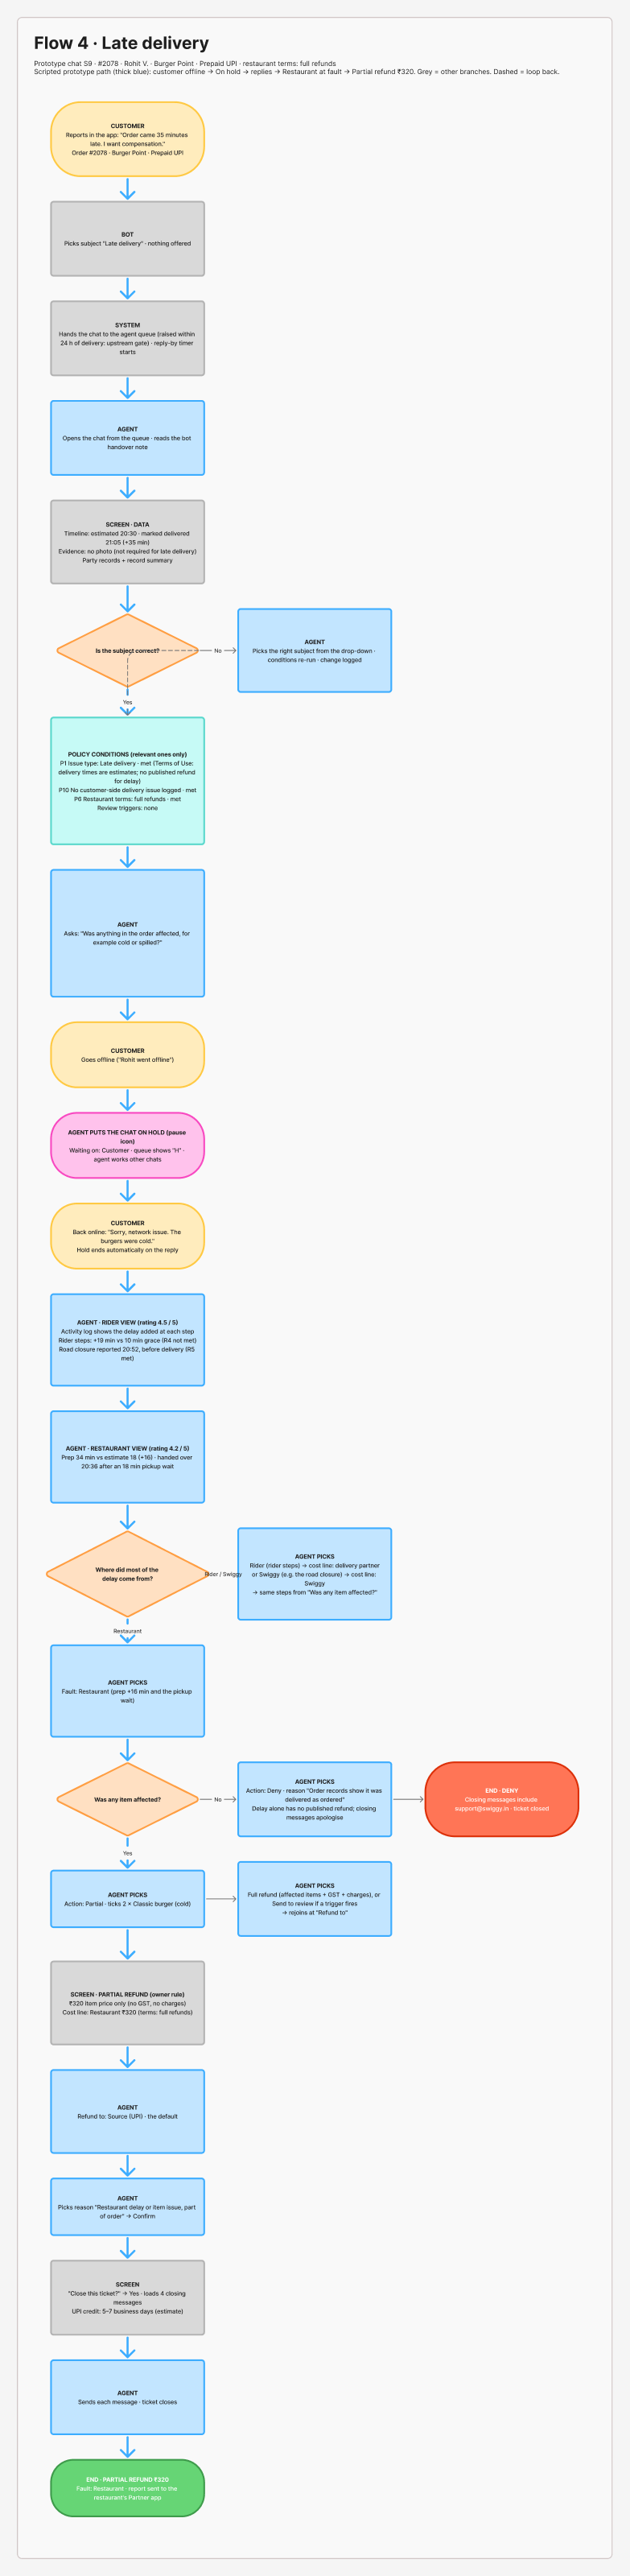 Flow 4 · Late delivery
Prototype chat S9 · #2078 · Rohit V. · Burger Point · Prepaid UPI · restaurant terms: full refunds
Scripted prototype path (thick blue): customer offline → On hold → replies → Restaurant at fault → Partial refund ₹320. Grey = other branches. Dashed = loop back.
CUSTOMER
Reports in the app: "Order came 35 minutes
late. I want compensation."
Order #2078 · Burger Point · Prepaid UPI
BOT
Picks subject "Late delivery" · nothing offered
SYSTEM
Hands the chat to the agent queue (raised within
24 h of delivery: upstream gate) · reply-by timer
starts
AGENT
Opens the chat from the queue · reads the bot
handover note
SCREEN · DATA
Timeline: estimated 20:30 · marked delivered
21:05 (+35 min)
Evidence: no photo (not required for late delivery)
Party records + record summary
Is the subject correct?
No
AGENT
Picks the right subject from the drop-down ·
conditions re-run · change logged
Yes
POLICY CONDITIONS (relevant ones only)
P1 Issue type: Late delivery · met (Terms of Use:
delivery times are estimates; no published refund
for delay)
P10 No customer-side delivery issue logged · met
P6 Restaurant terms: full refunds · met
Review triggers: none
AGENT
Asks: "Was anything in the order affected, for
example cold or spilled?"
CUSTOMER
Goes offline ("Rohit went offline")
AGENT PUTS THE CHAT ON HOLD (pause
icon)
Waiting on: Customer · queue shows "H" ·
agent works other chats
CUSTOMER
Back online: "Sorry, network issue. The
burgers were cold."
Hold ends automatically on the reply
AGENT · RIDER VIEW (rating 4.5 / 5)
Activity log shows the delay added at each step
Rider steps: +19 min vs 10 min grace (R4 not met)
Road closure reported 20:52, before delivery (R5
met)
AGENT · RESTAURANT VIEW (rating 4.2 / 5)
Prep 34 min vs estimate 18 (+16) · handed over
20:36 after an 18 min pickup wait
Where did most of the
delay come from?
Rider / Swiggy
AGENT PICKS
Rider (rider steps) → cost line: delivery partner
or Swiggy (e.g. the road closure) → cost line:
Swiggy
→ same steps from "Was any item affected?"
Restaurant
AGENT PICKS
Fault: Restaurant (prep +16 min and the pickup
wait)
Was any item affected?
No
AGENT PICKS
Action: Deny · reason "Order records show it was
delivered as ordered"
Delay alone has no published refund; closing
messages apologise
END · DENY
Closing messages include
support@swiggy.in · ticket closed
Yes
AGENT PICKS
Action: Partial · ticks 2 × Classic burger (cold)
AGENT PICKS
Full refund (affected items + GST + charges), or
Send to review if a trigger fires
→ rejoins at "Refund to"
SCREEN · PARTIAL REFUND (owner rule)
₹320 item price only (no GST, no charges)
Cost line: Restaurant ₹320 (terms: full refunds)
AGENT
Refund to: Source (UPI) · the default
AGENT
Picks reason "Restaurant delay or item issue, part
of order" → Confirm
SCREEN
"Close this ticket?" → Yes · loads 4 closing
messages
UPI credit: 5–7 business days (estimate)
AGENT
Sends each message · ticket closes
END · PARTIAL REFUND ₹320
Fault: Restaurant · report sent to the
restaurant's Partner app